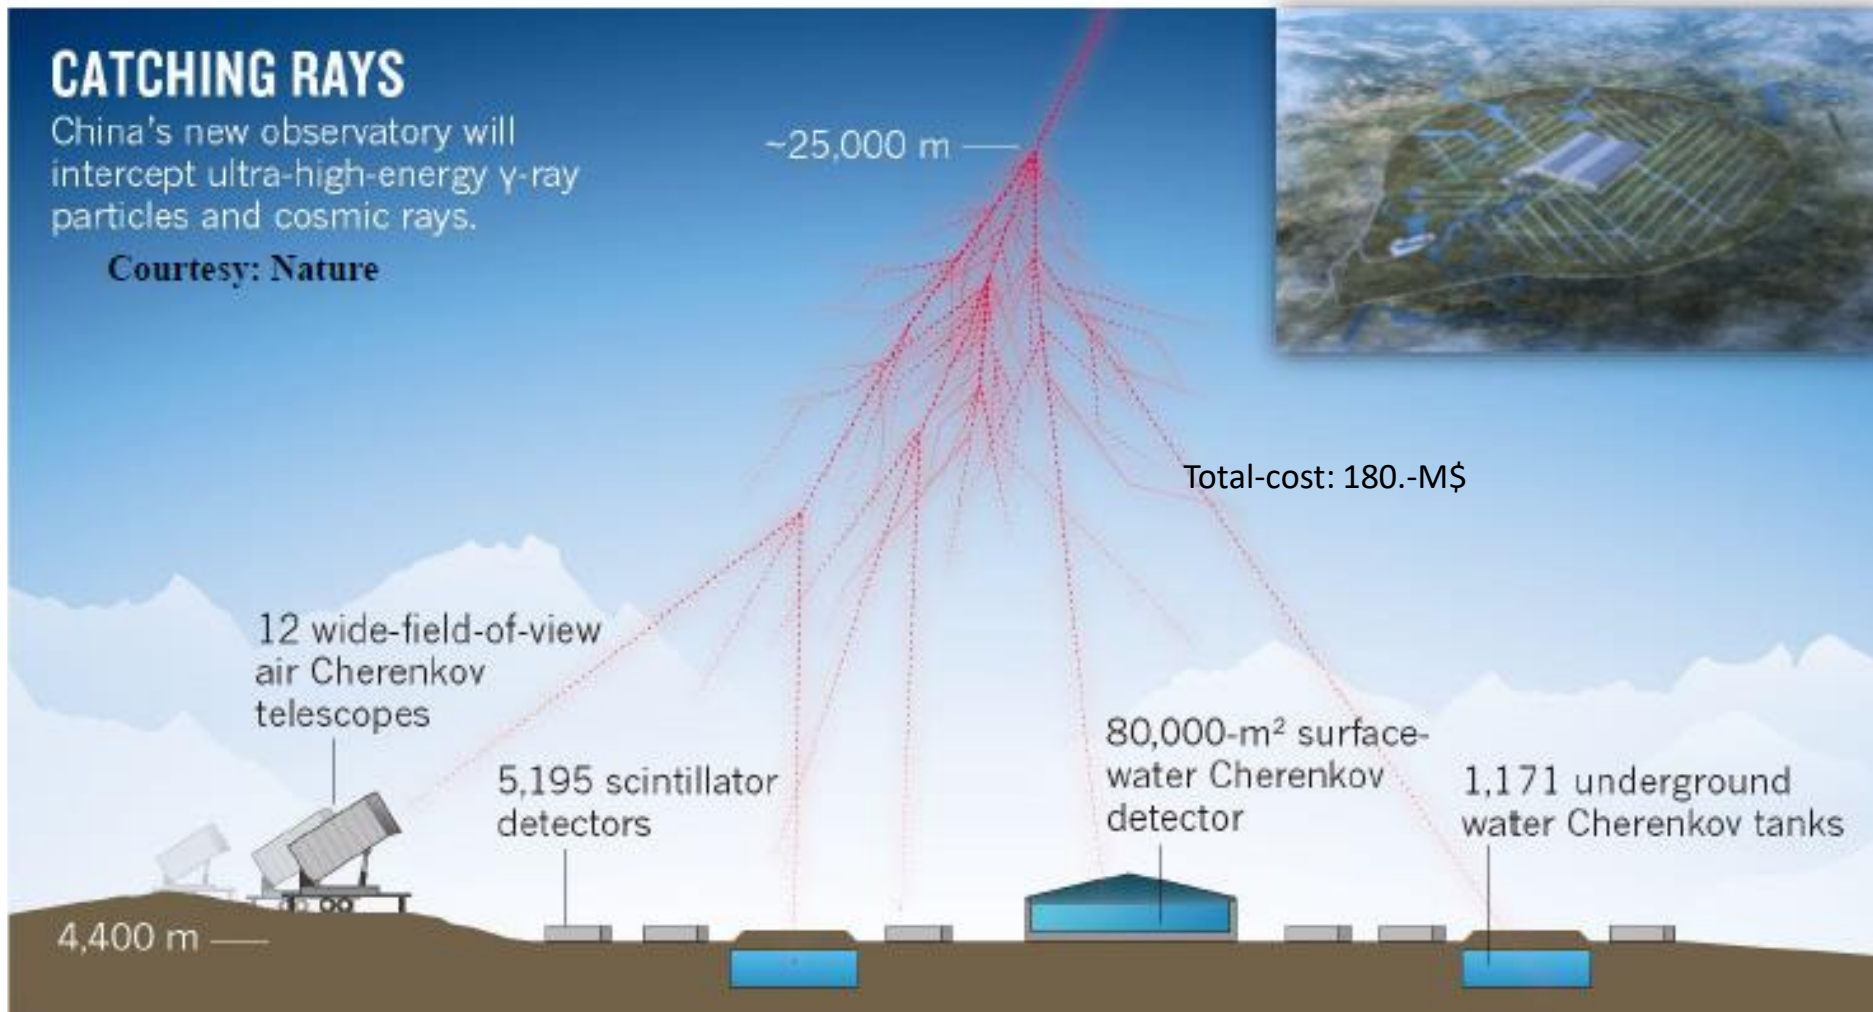 CATCHING RAYS
China's new observatory will
intercept ultra-high-energy γ-ray
particles and cosmic rays.
Courtesy: Nature
~25,000 m
Total-cost: 180.-M$
12 wide-field-of-view
air Cherenkov
telescopes
5,195 scintillator
detectors
80,000-m² surface-
water Cherenkov
detector
1,171 underground
water Cherenkov tanks
4,400 m